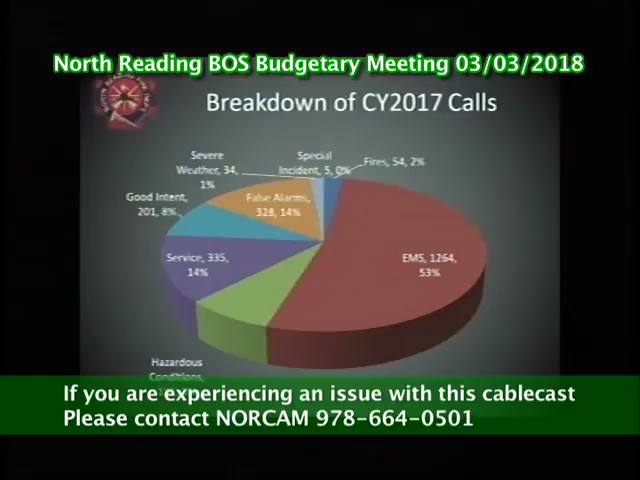 North Reading BOS Budgetary Meeting 03/03/2018
Breakdown of CY2017 Calls
Severe
Weather, 34,
1%
Special
Incident, 5, 0%
Fires, 54, 2%
Good Intent,
201, 8%
False Alarms,
328, 14%
Service, 335,
14%
EMS, 1264,
53%
Hazardous
Conditions,
If you are experiencing an issue with this cablecast
Please contact NORCAM 978-664-0501